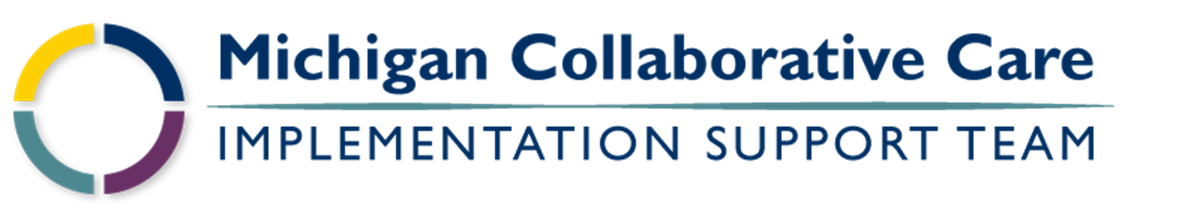 Michigan Collaborative Care
IMPLEMENTATION SUPPORT TEAM